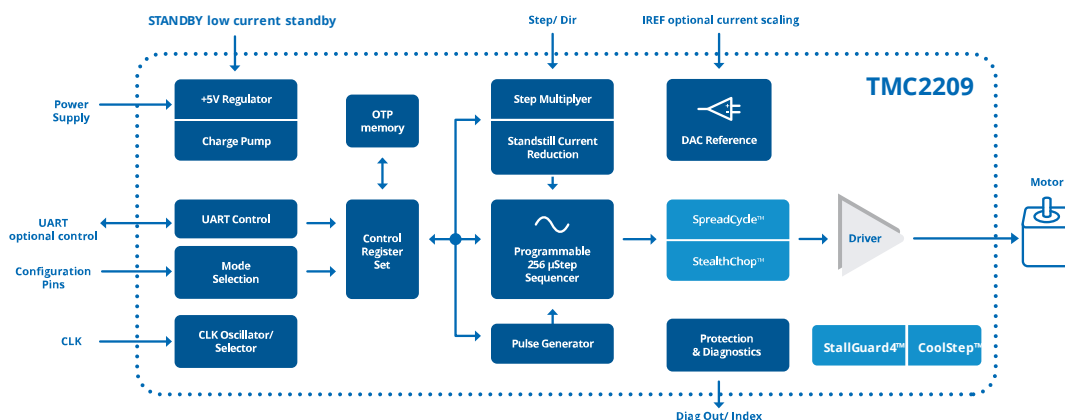 STANDBY low current standby
Step/ Dir
IREF optional current scaling
TMC2209
Power
Supply
+5V Regulator
Charge Pump
OTP
memory
Step Multiplyer
Standstill Current
Reduction
DAC Reference
Motor
UART
optional control
UART Control
Control
Register
Set
Programmable
256 µStep
Sequencer
SpreadCycle™
StealthChop™
Driver
Configuration
Pins
Mode
Selection
CLK
CLK Oscillator/
Selector
Pulse Generator
Protection
& Diagnostics
StallGuard4™
CoolStep™
Diag Out/ Index